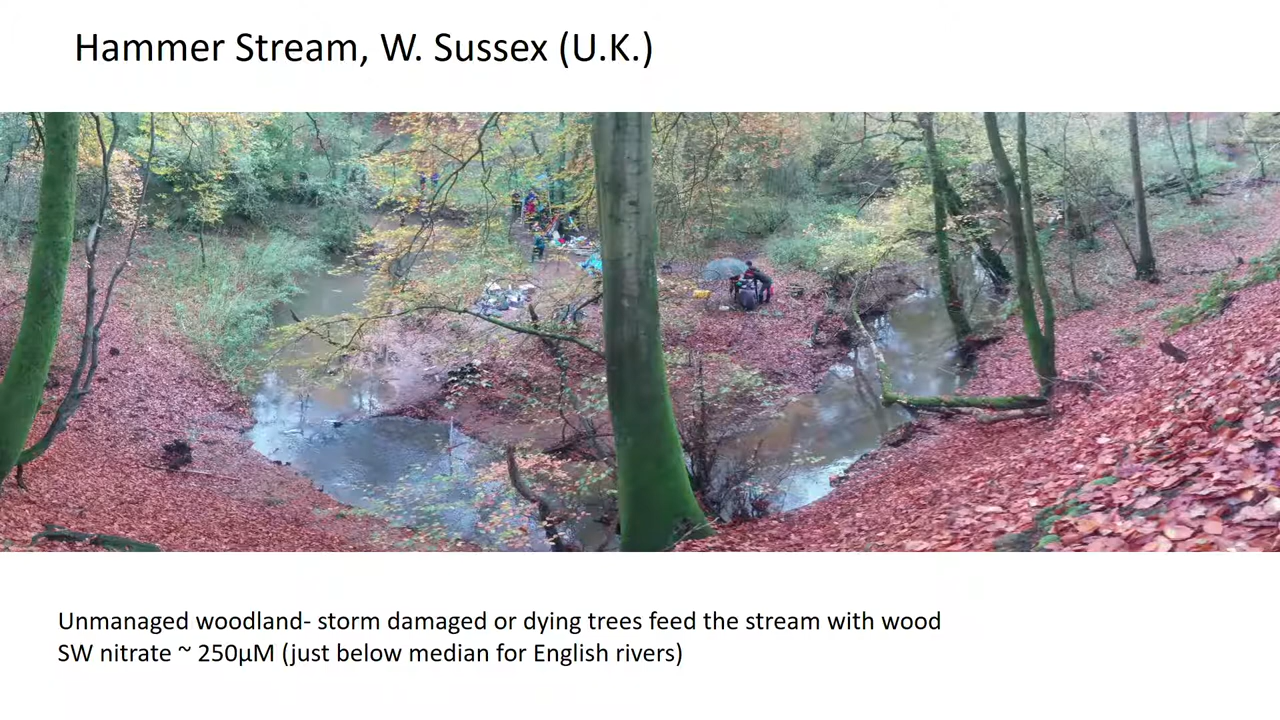 Hammer Stream, W. Sussex (U.K.)
Unmanaged woodland- storm damaged or dying trees feed the stream with wood
SW nitrate ~ 250µM (just below median for English rivers)